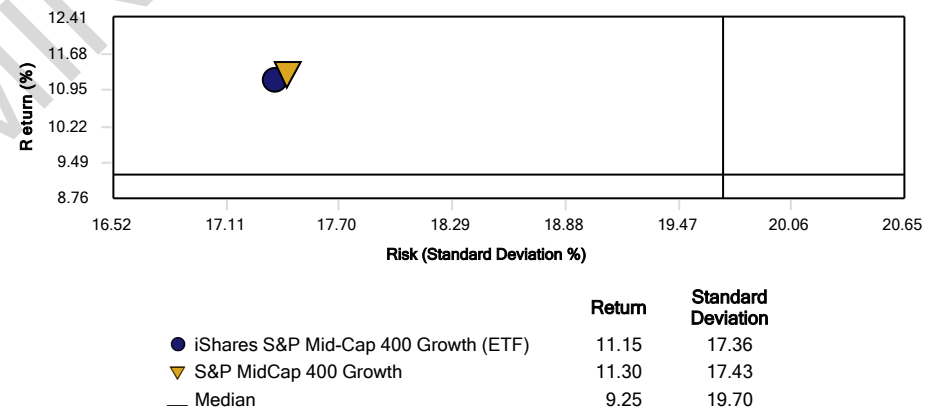 12.41
11.68
10.95
10.22
9.49
8.76
Return (%)
16.52 17.11 17.70 18.29 18.88 19.47 20.06 20.65
Risk (Standard Deviation %)
Return Standard Deviation
iShares S&P Mid-Cap 400 Growth (ETF) 11.15 17.36
S&P MidCap 400 Growth 11.30 17.43
Median 9.25 19.70